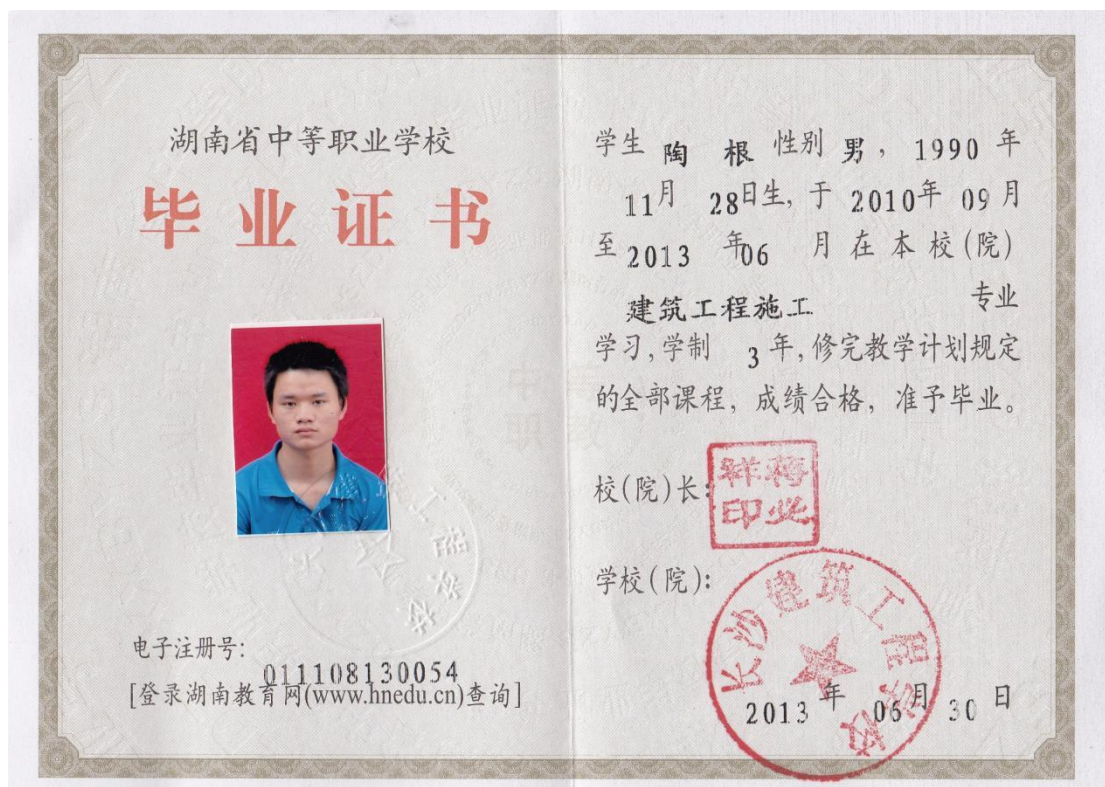 湖南省中等职业学校
毕业证书
电子注册号:
011108130054
[登录湖南教育网(www.hnedu.cn)查询]
学生 陶 根 性别 男, 1990 年
11月 28日生, 于 2010年 09月
至 2013 年06 月在本校(院)
建筑工程施工 专业
学习, 学制 3 年, 修完教学计划规定
的全部课程, 成绩合格, 准予毕业。
校(院)长:
蒋业祥印
学校(院):
长沙建筑工程学校
2013 年 06 月 30 日